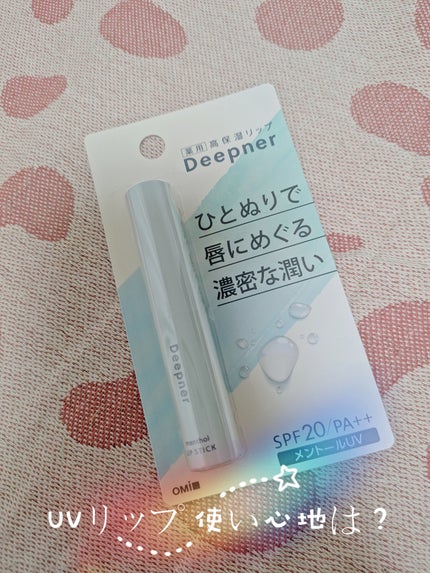 [薬用]高保湿リップ
Deepner
ひとぬりで
唇にめぐる
濃密な潤い
Deepner
menthol
LIP STICK
SPF20/PA++
メントールUV
OMI
UVリップ 使い心地は?